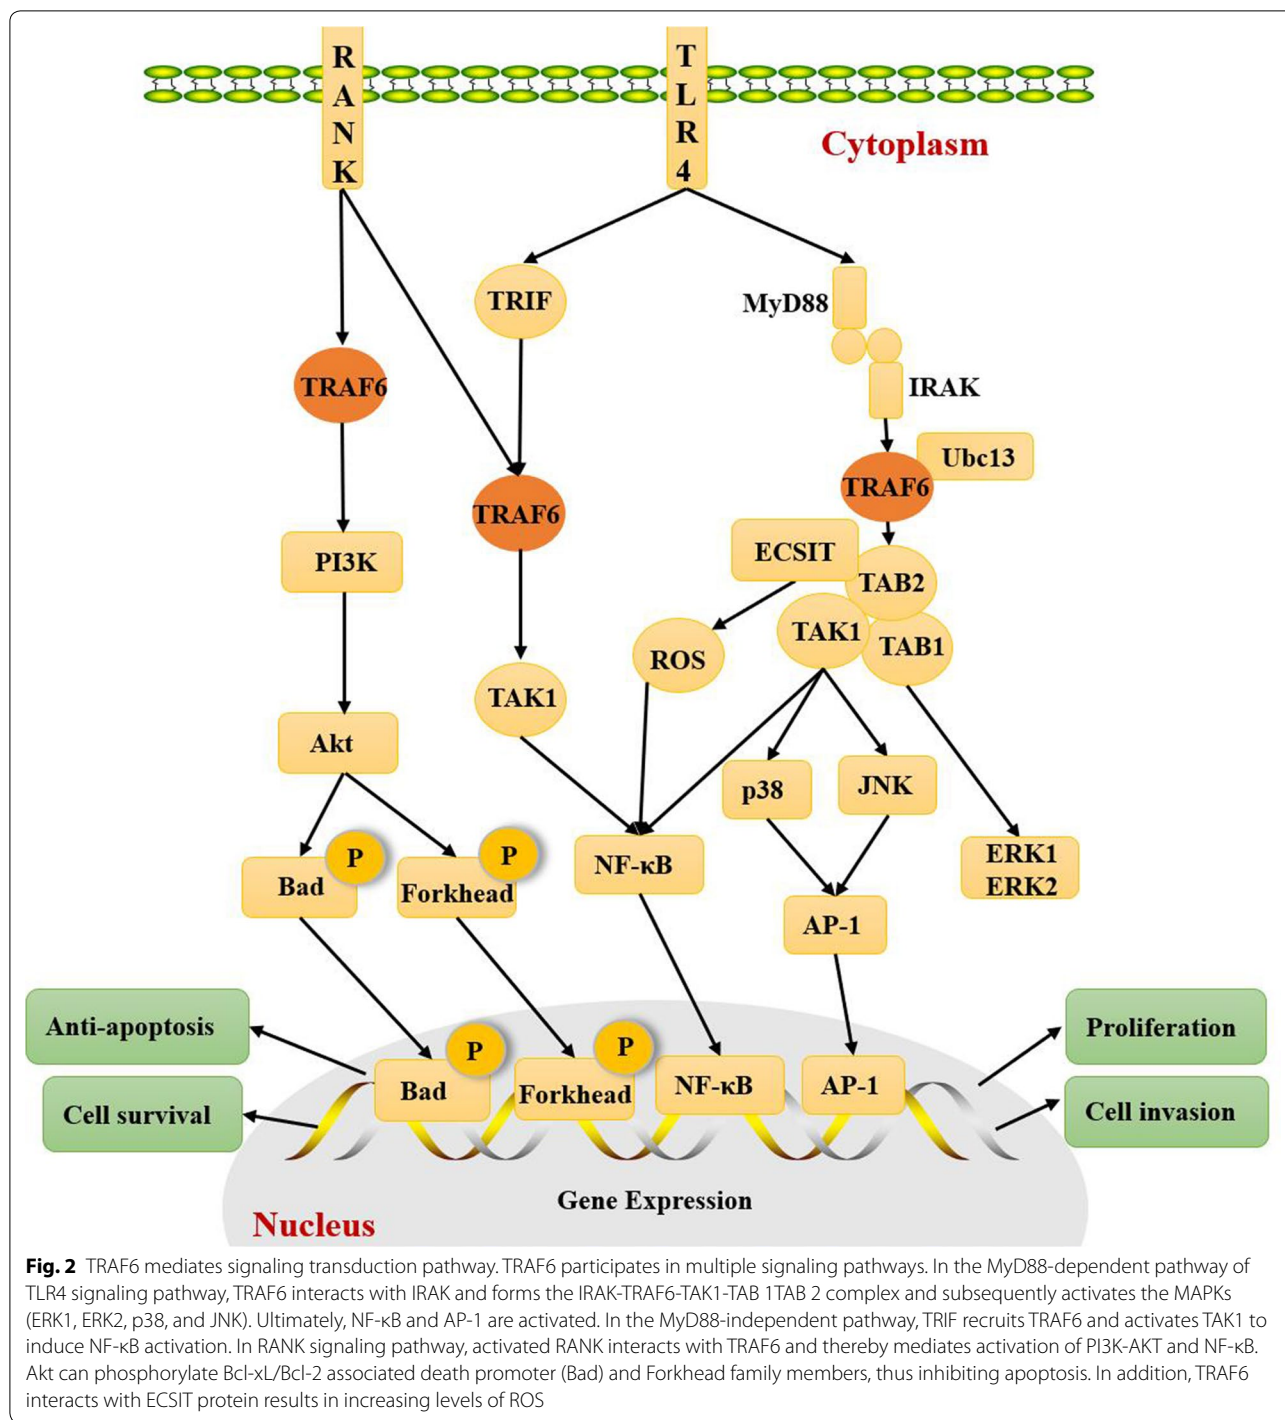 RANK
TLR4
Cytoplasm
TRIF
MyD88
TRAF6
IRAK
Ubc13
TRAF6
TRAF6
ECSIT
PI3K
TAB2
TAK1
TAB1
ROS
TAK1
Akt
p38
JNK
P
P
NF-κB
ERK1
ERK2
Bad
Forkhead
AP-1
Anti-apoptosis
Proliferation
P
P
Bad
Forkhead
NF-κB
AP-1
Cell survival
Cell invasion
Gene Expression
Nucleus
Fig. 2 TRAF6 mediates signaling transduction pathway. TRAF6 participates in multiple signaling pathways. In the MyD88-dependent pathway of
TLR4 signaling pathway, TRAF6 interacts with IRAK and forms the IRAK-TRAF6-TAK1-TAB 1TAB 2 complex and subsequently activates the MAPKs
(ERK1, ERK2, p38, and JNK). Ultimately, NF-κB and AP-1 are activated. In the MyD88-independent pathway, TRIF recruits TRAF6 and activates TAK1 to
induce NF-κB activation. In RANK signaling pathway, activated RANK interacts with TRAF6 and thereby mediates activation of PI3K-AKT and NF-κB.
Akt can phosphorylate Bcl-xL/Bcl-2 associated death promoter (Bad) and Forkhead family members, thus inhibiting apoptosis. In addition, TRAF6
interacts with ECSIT protein results in increasing levels of ROS